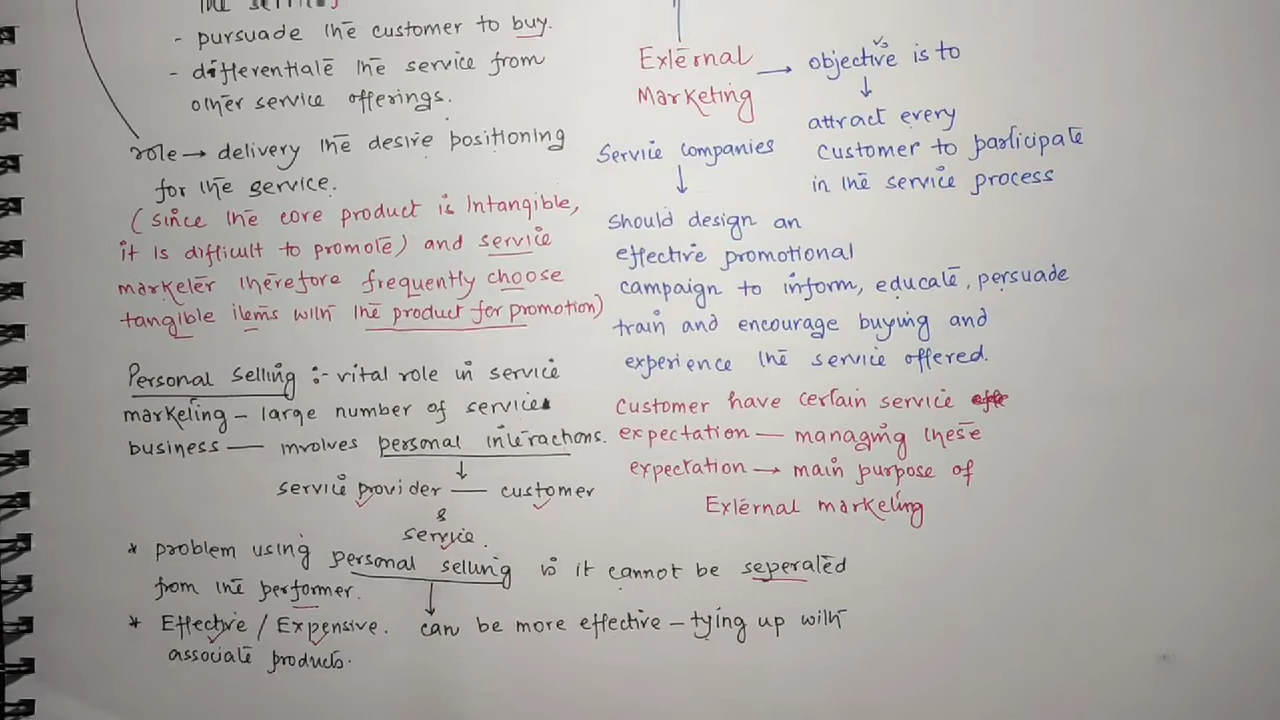 the service
- pursuade the customer to buy.
- differentiate the service from
other service offerings.
role → delivery the desire positioning
for the service.
(since the core product is Intangible,
it is difficult to promote) and service
marketer therefore frequently choose
tangible items with the product for promotion)
Personal selling :- vital role in service
marketing - large number of service
business — involves personal interactions.
↓
service provider — customer
&
service.
* problem using personal selling is it cannot be seperated
from the performer.
* Effective / Expensive. can be more effective - tying up with
associate products.
External
Marketing → objective is to
↓
attract every
customer to participate
in the service process
Service companies
↓
should design an
effective promotional
campaign to inform, educate, persuade
train and encourage buying and
experience the service offered.
customer have certain service
expectation — managing these
expectation → main purpose of
External marketing